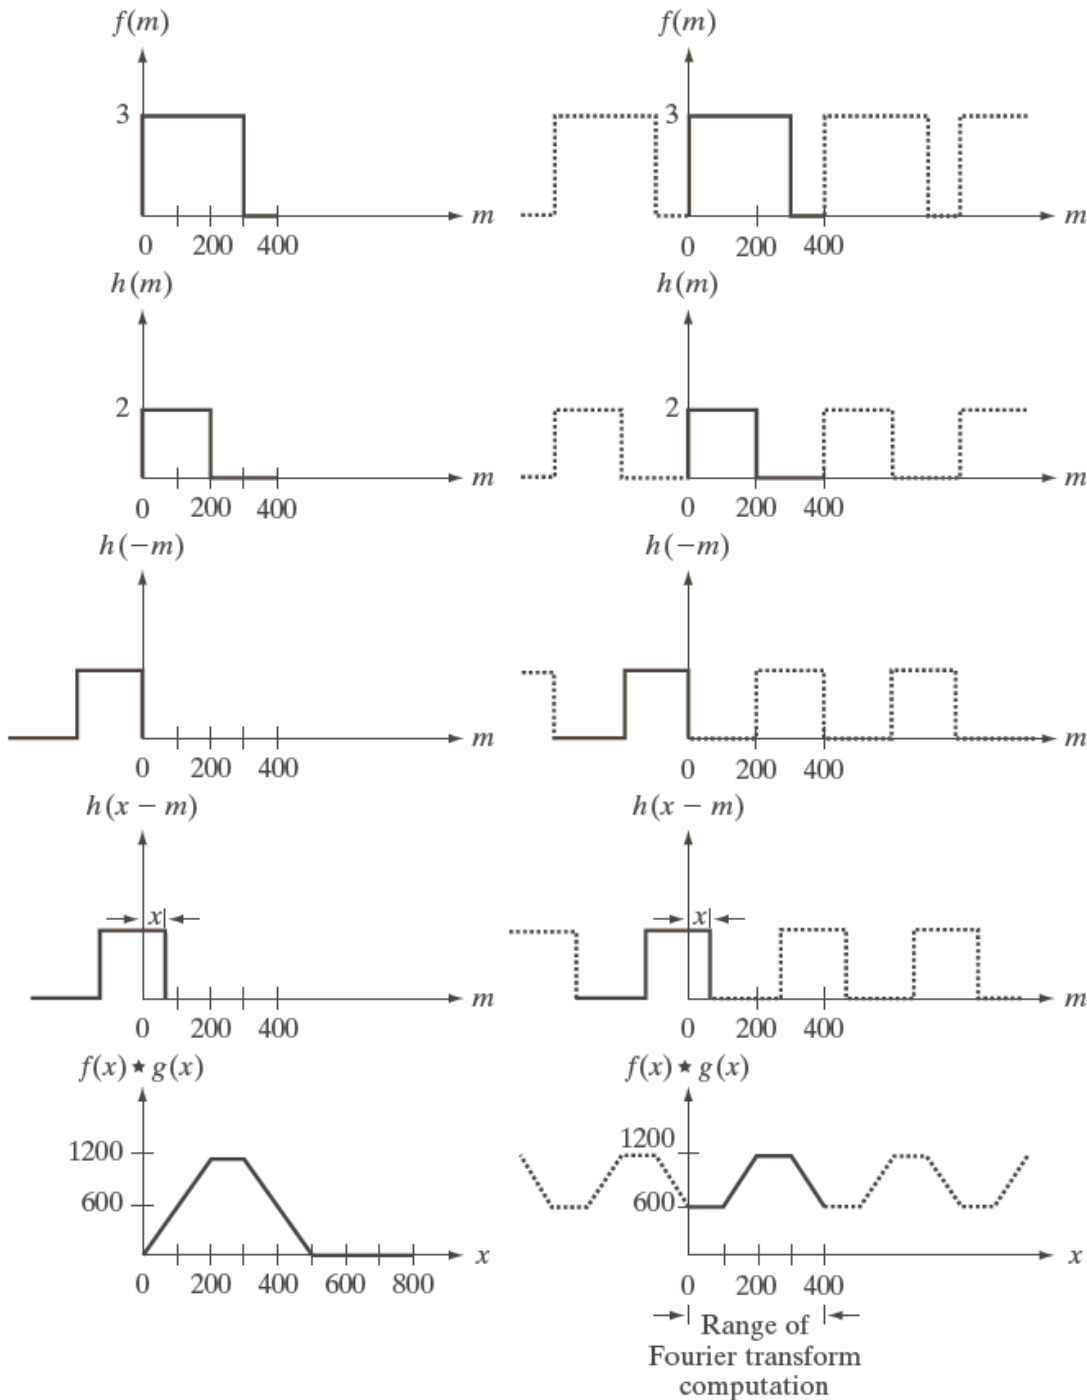 f(m)
3
0 200 400
m
f(m)
3
0 200 400
m
h(m)
2
0 200 400
m
h(m)
2
0 200 400
m
h(−m)
0 200 400
m
h(−m)
0 200 400
m
h(x − m)
x
0 200 400
m
h(x − m)
x
0 200 400
m
f(x) ★ g(x)
1200
600
0 200 400 600 800
x
f(x) ★ g(x)
1200
600
0 200 400
x
Range of
Fourier transform
computation